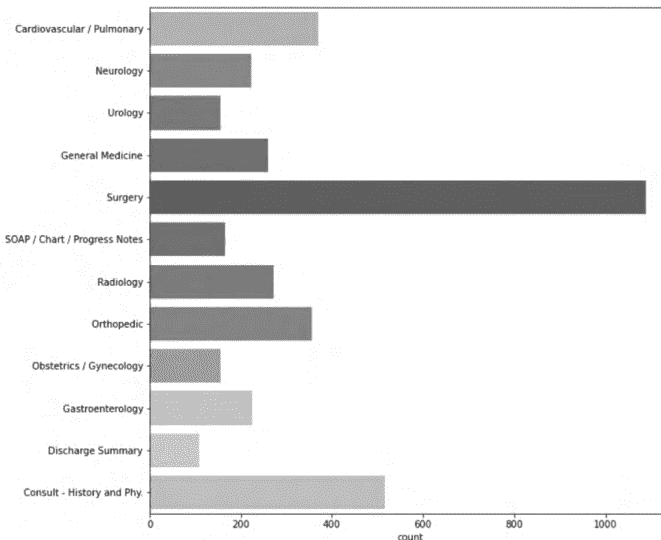 Cardiovascular / Pulmonary
Neurology
Urology
General Medicine
Surgery
SOAP / Chart / Progress Notes
Radiology
Orthopedic
Obstetrics / Gynecology
Gastroenterology
Discharge Summary
Consult - History and Phy.
0 200 400 600 800 1000
count